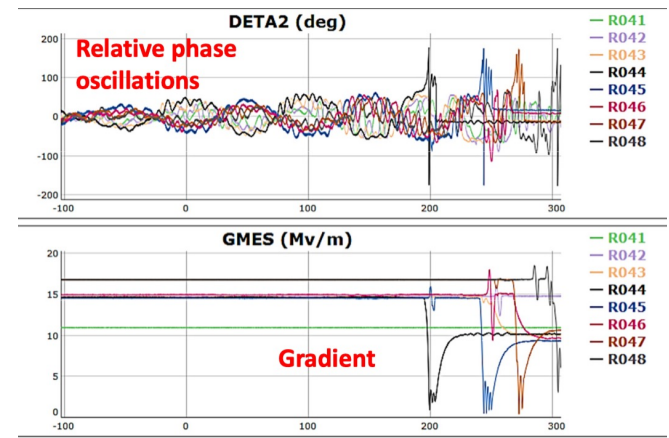 DETA2 (deg)
Relative phase
oscillations
200
100
0
-100
-200
-100
0
100
200
300
R041
R042
R043
R044
R045
R046
R047
R048
GMES (Mv/m)
Gradient
20
15
10
5
0
-100
0
100
200
300
R041
R042
R043
R044
R045
R046
R047
R048